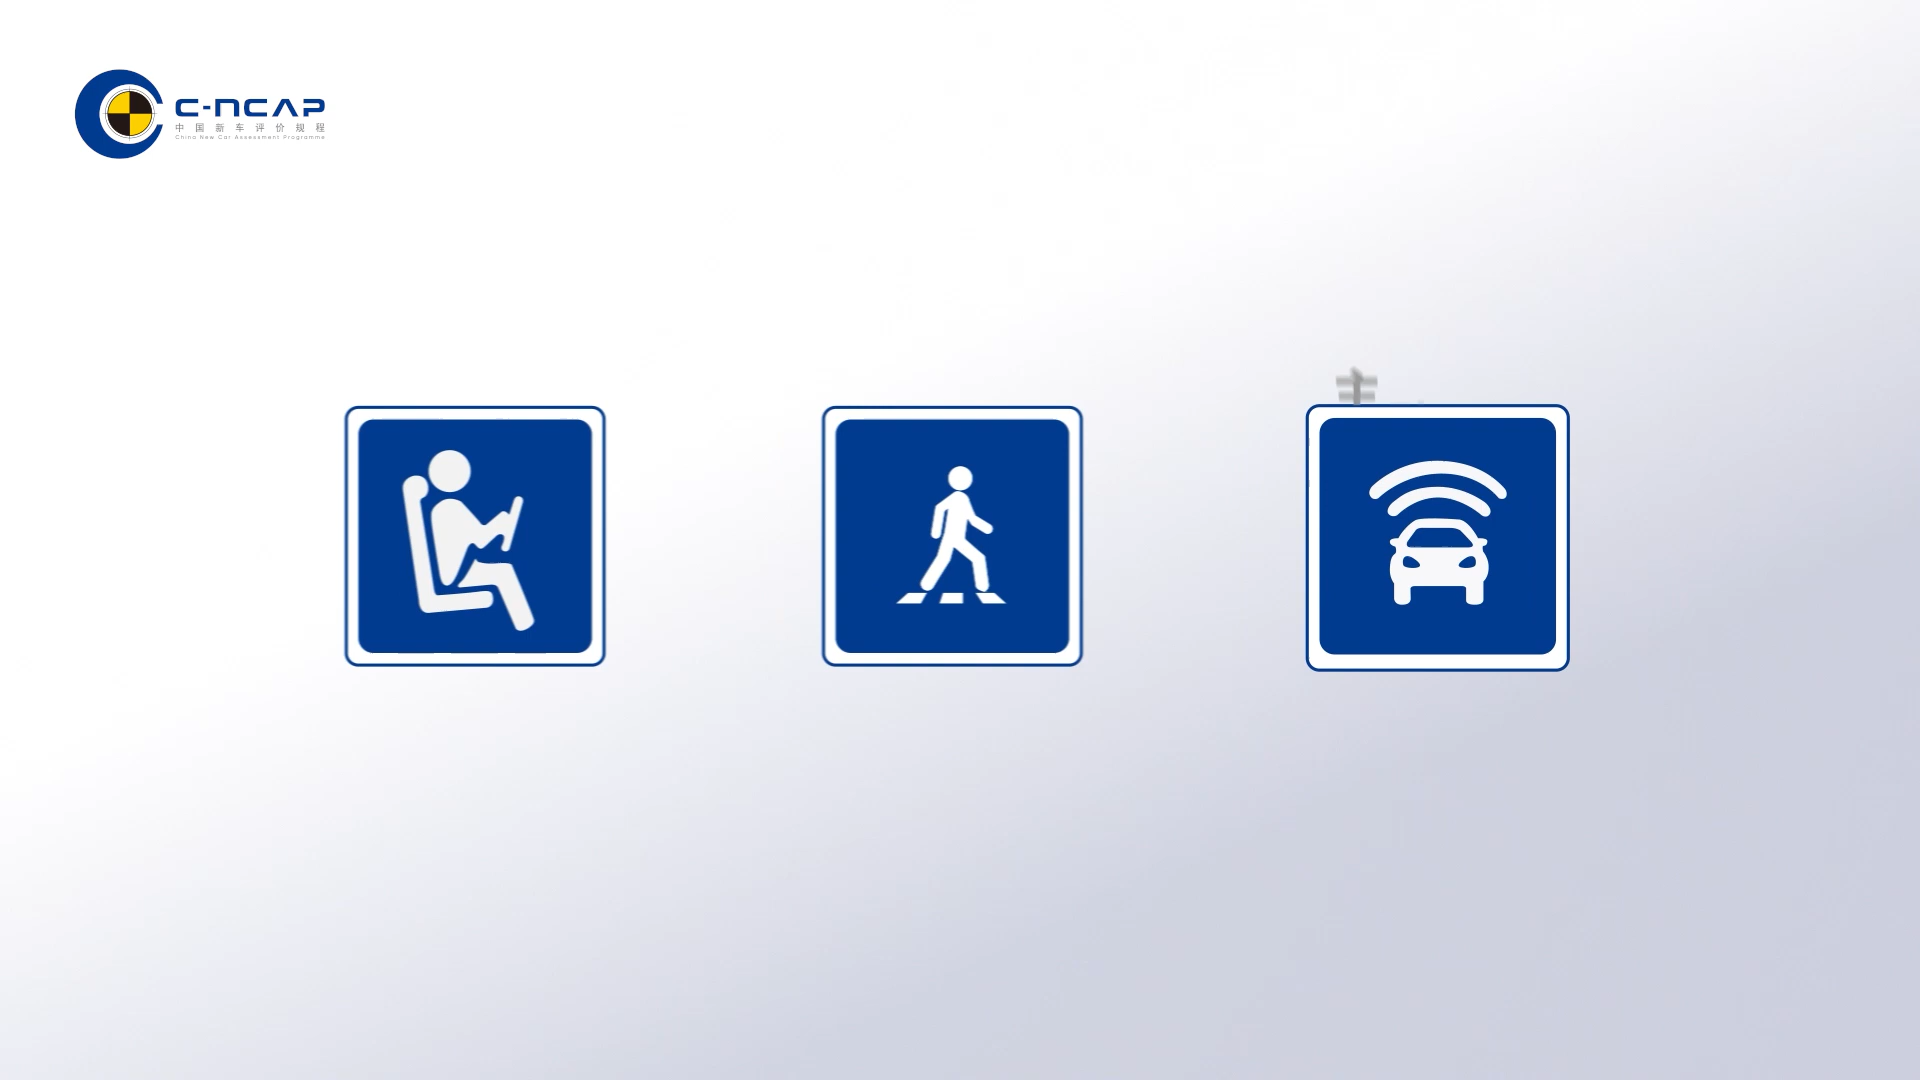 C-NCAP
中国新车评价规程
China New Car Assessment Programme